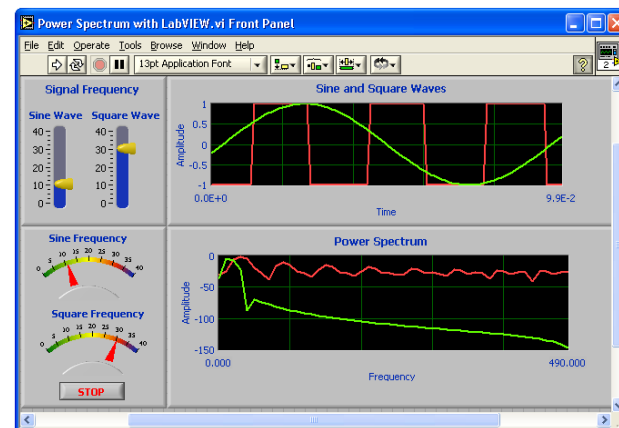 Power Spectrum with LabVIEW.vi Front Panel
File Edit Operate Tools Browse Window Help
13pt Application Font
? 2
Signal Frequency
Sine Wave Square Wave
40 40
30 30
20 20
10 10
0 0
Sine and Square Waves
Amplitude
1
0.5
0
-0.5
-1
0.0E+0 9.9E-2
Time
Sine Frequency
0 5 10 15 20 25 30 35 40
Square Frequency
0 5 10 15 20 25 30 35 40
STOP
Power Spectrum
Amplitude
0
-50
-100
-150
0.000 490.000
Frequency